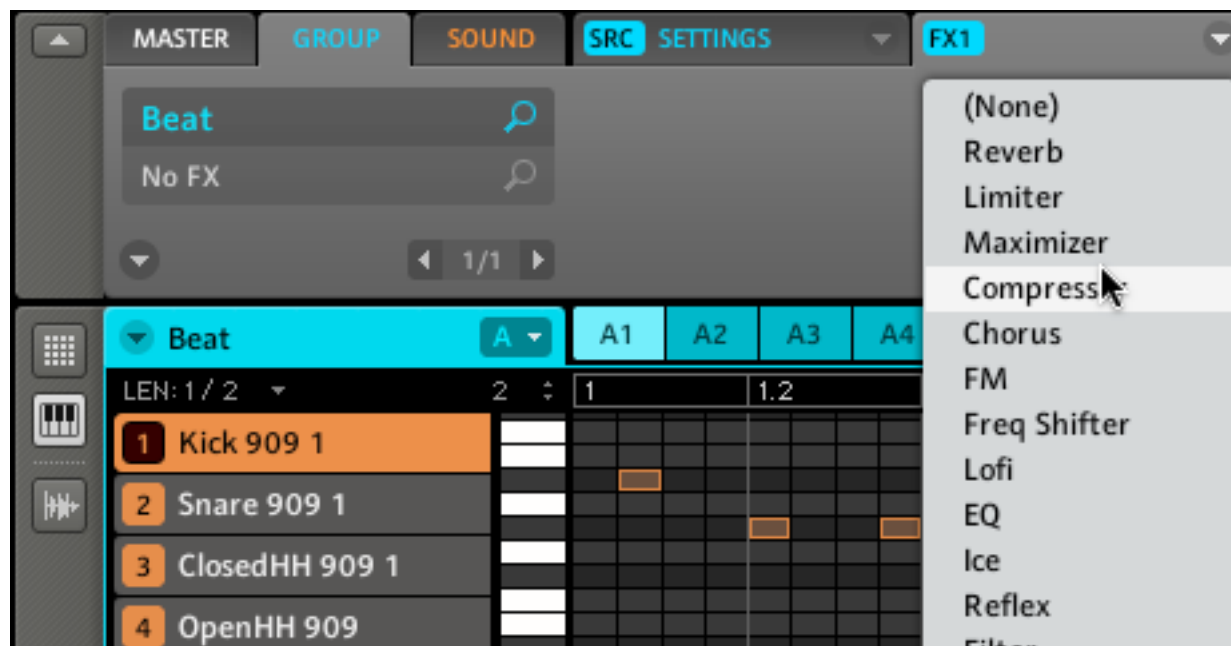 MASTER GROUP SOUND SRC SETTINGS FX1
Beat
No FX
1/1
(None)
Reverb
Limiter
Maximizer
Compressor
Chorus
FM
Freq Shifter
Lofi
EQ
Ice
Reflex
Filter
Beat A A1 A2 A3 A4
LEN: 1 / 2 2 1 1.2
1 Kick 909 1
2 Snare 909 1
3 ClosedHH 909 1
4 OpenHH 909